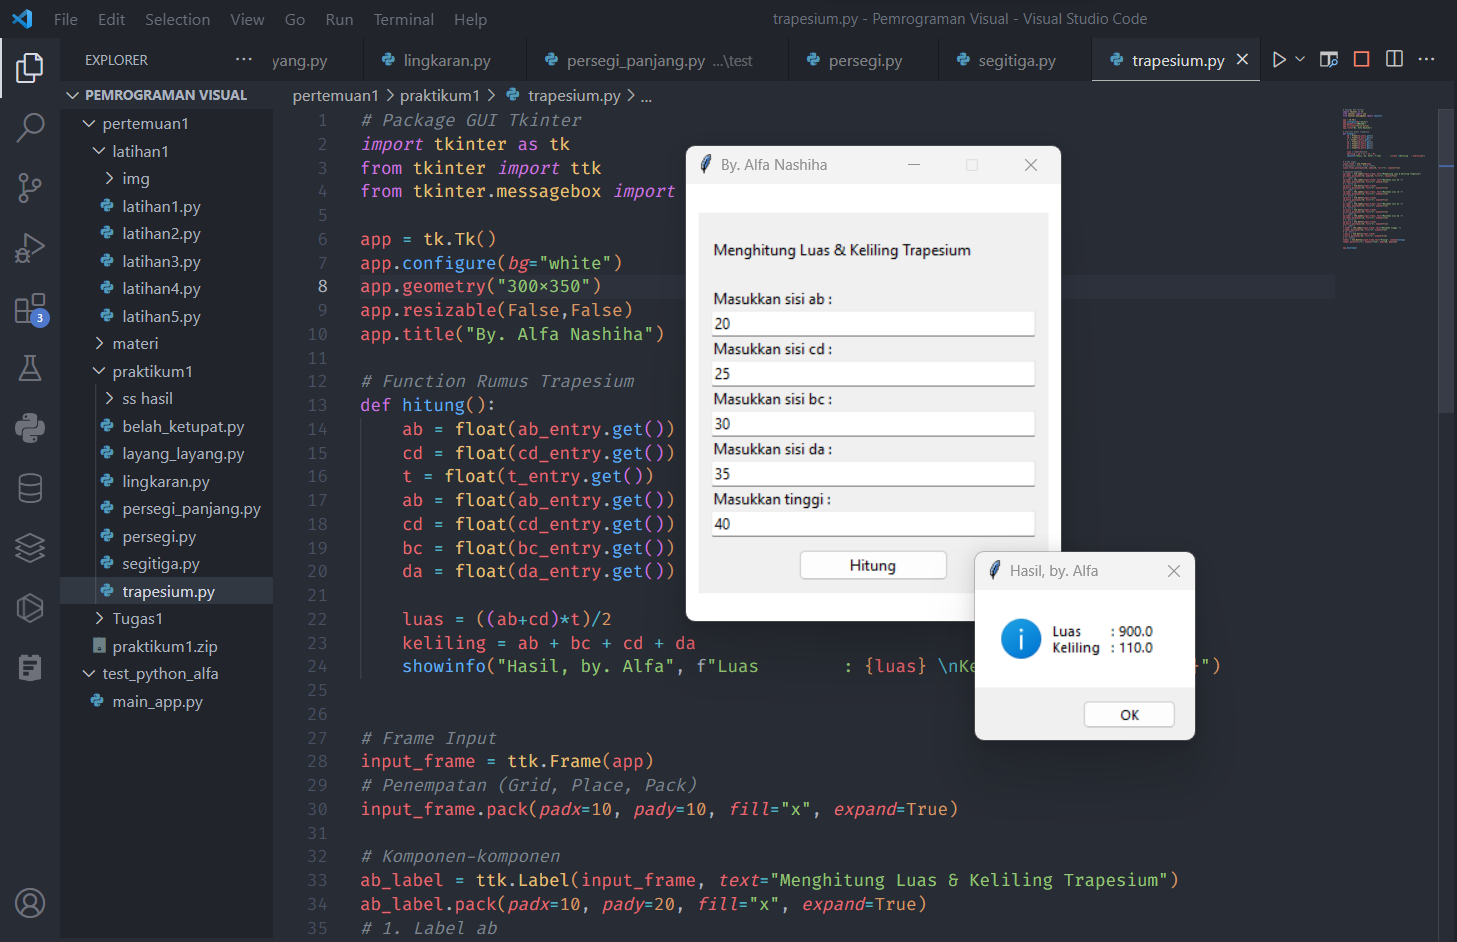 File Edit Selection View Go Run Terminal Help
trapesium.py - Pemrograman Visual - Visual Studio Code
EXPLORER
yang.py
lingkaran.py
persegi_panjang.py ...\test
persegi.py
segitiga.py
trapesium.py
PEMROGRAMAN VISUAL
pertemuan1
latihan1
img
latihan1.py
latihan2.py
latihan3.py
latihan4.py
latihan5.py
materi
praktikum1
ss hasil
belah_ketupat.py
layang_layang.py
lingkaran.py
persegi_panjang.py
persegi.py
segitiga.py
trapesium.py
Tugas1
praktikum1.zip
test_python_alfa
main_app.py
3
pertemuan1 > praktikum1 > trapesium.py > ...
1 # Package GUI Tkinter
2 import tkinter as tk
3 from tkinter import ttk
4 from tkinter.messagebox import
5
6 app = tk.Tk()
7 app.configure(bg="white")
8 app.geometry("300×350")
9 app.resizable(False,False)
10 app.title("By. Alfa Nashiha")
11
12 # Function Rumus Trapesium
13 def hitung():
14 ab = float(ab_entry.get())
15 cd = float(cd_entry.get())
16 t = float(t_entry.get())
17 ab = float(ab_entry.get())
18 cd = float(cd_entry.get())
19 bc = float(bc_entry.get())
20 da = float(da_entry.get())
21
22 luas = ((ab+cd)*t)/2
23 keliling = ab + bc + cd + da
24 showinfo("Hasil, by. Alfa", f"Luas : {luas} \nKe ")
25
26
27 # Frame Input
28 input_frame = ttk.Frame(app)
29 # Penempatan (Grid, Place, Pack)
30 input_frame.pack(padx=10, pady=10, fill="x", expand=True)
31
32 # Komponen-komponen
33 ab_label = ttk.Label(input_frame, text="Menghitung Luas & Keliling Trapesium")
34 ab_label.pack(padx=10, pady=20, fill="x", expand=True)
35 # 1. Label ab
By. Alfa Nashiha
Menghitung Luas & Keliling Trapesium
Masukkan sisi ab :
20
Masukkan sisi cd :
25
Masukkan sisi bc :
30
Masukkan sisi da :
35
Masukkan tinggi :
40
Hitung
Hasil, by. Alfa
Luas : 900.0
Keliling : 110.0
OK